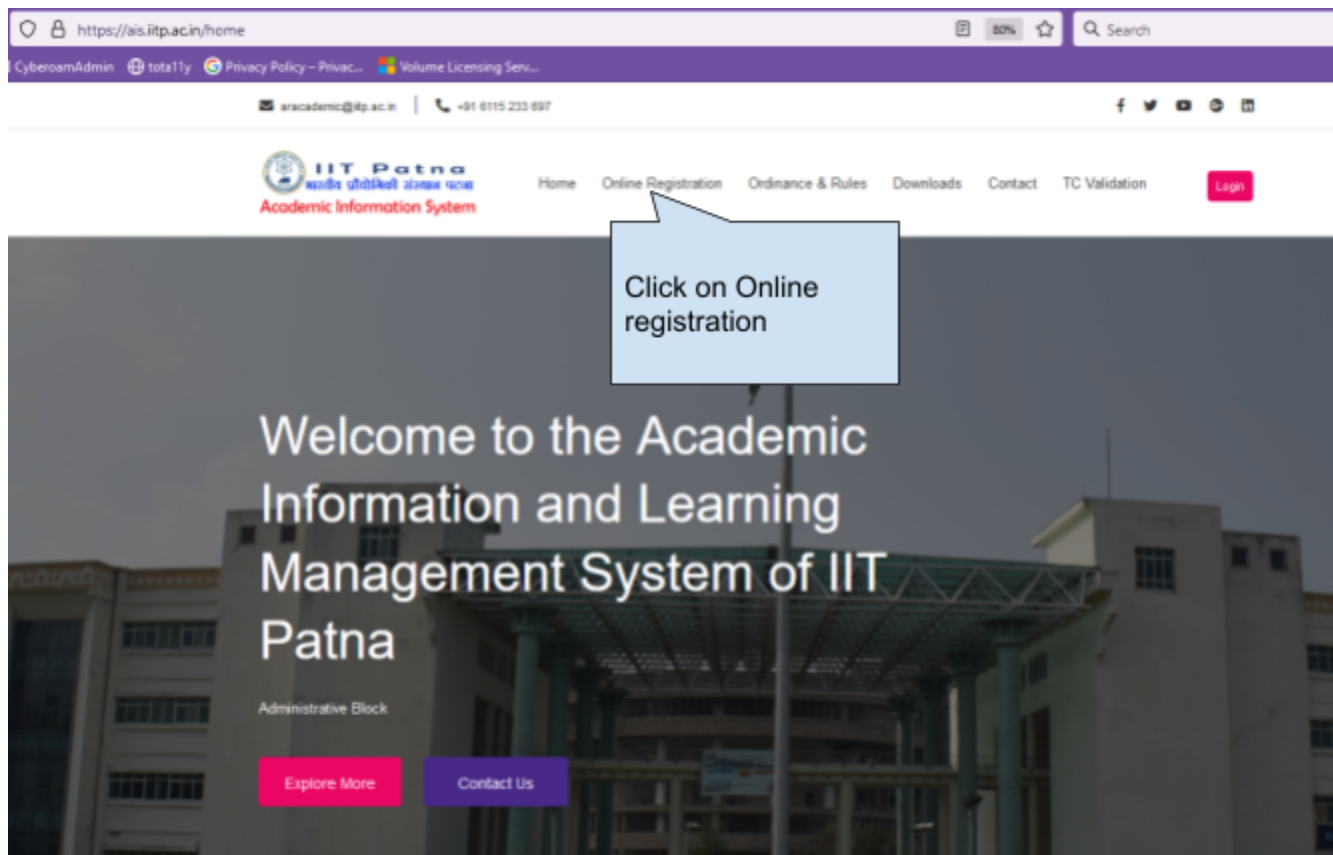 https://ais.iitp.ac.in/home
80%
Search
CyberoamAdmin
tota11y
Privacy Policy – Privac...
Volume Licensing Serv...
aracademic@iitp.ac.in
+91 6115 233 697
IIT Patna
भारतीय प्रौद्योगिकी संस्थान पटना
Academic Information System
Home
Online Registration
Ordinance & Rules
Downloads
Contact
TC Validation
Login
Click on Online
registration
Welcome to the Academic
Information and Learning
Management System of IIT
Patna
Administrative Block
Explore More
Contact Us